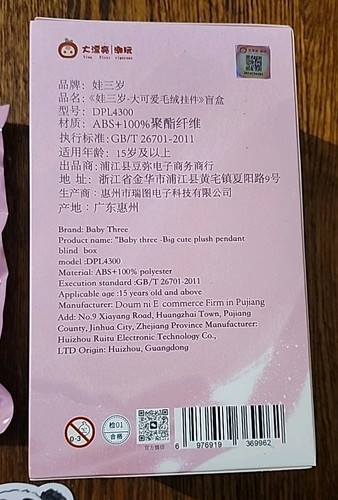 大漂亮|潮玩
品牌：娃三岁
品名：《娃三岁-大可爱毛绒挂件》盲盒
型号：DPL4300
材质：ABS+100%聚酯纤维
执行标准：GB/T 26701-2011
适用年龄：15岁及以上
出品商：浦江县豆弥电子商务商行
地 址：浙江省金华市浦江县黄宅镇夏阳路9号
生产商：惠州市瑞图电子科技有限公司
产地：广东惠州
Brand: Baby Three
Product name: "Baby three -Big cute plush pendant
blind box
model :DPL4300
Material: ABS+100% polyester
Execution standard :GB/T 26701-2011
Applicable age :15 years old and above
Manufacturer: Doum ni E commerce Firm in Pujiang
Add: No.9 Xiayang Road, Huangzhai Town, Pujiang
County, Jinhua City, Zhejiang Province Manufacturer:
Huizhou Ruitu Electronic Technology Co.,
LTD Origin: Huizhou, Guangdong
0-3
检01
合格
官方微信
6 976919 369962